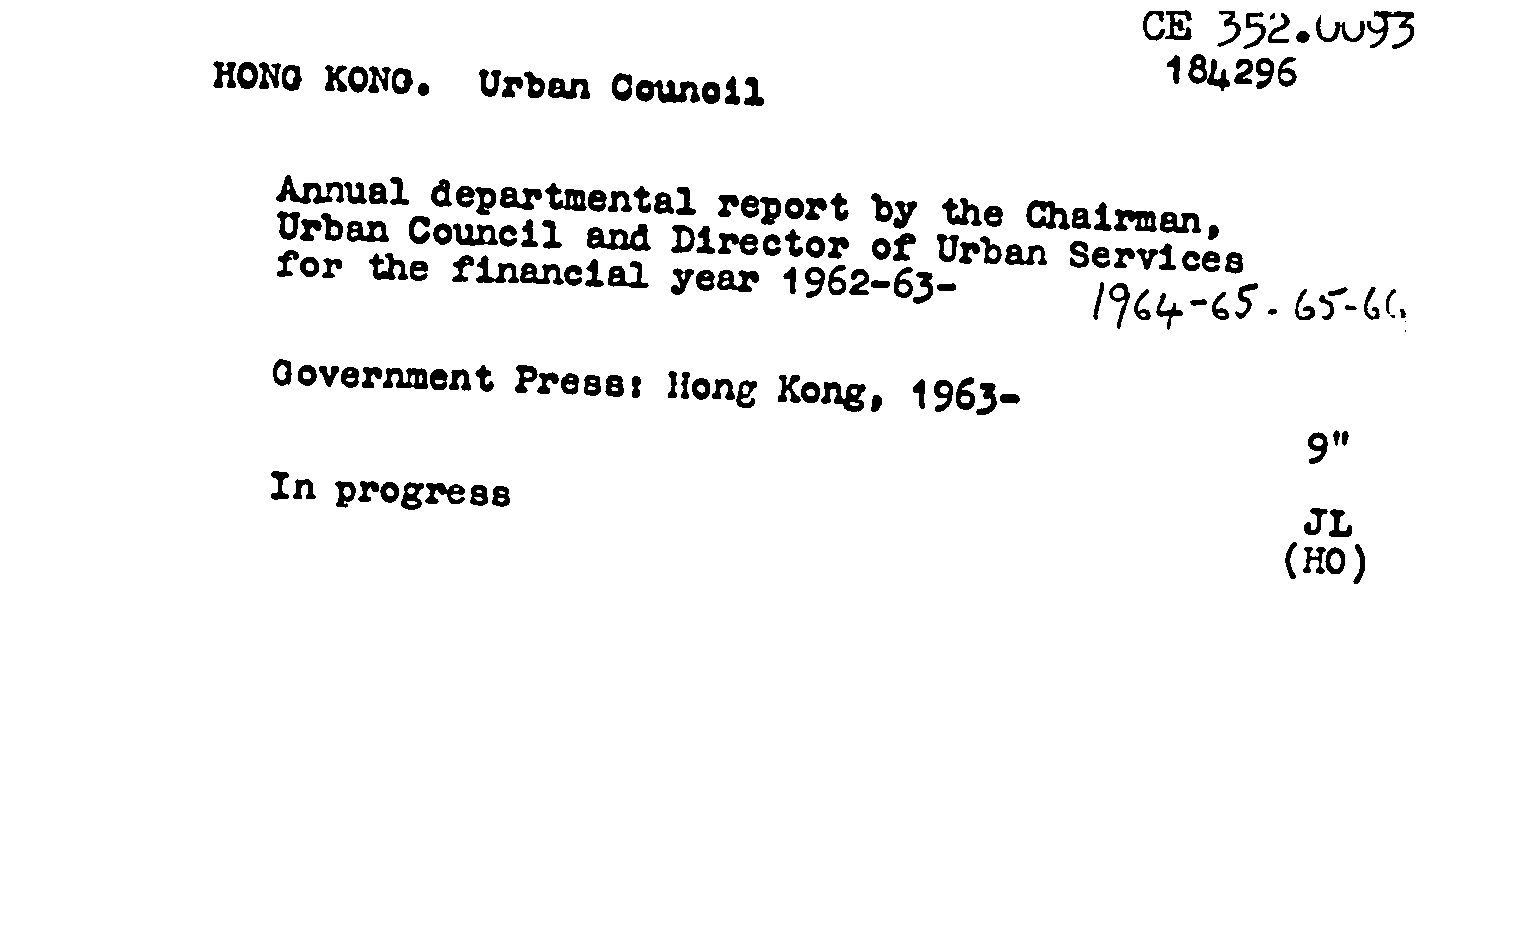 CE 352.0093
184296
HONG KONG. Urban Council
Annual departmental report by the Chairman,
Urban Council and Director of Urban Services
for the financial year 1962-63-
1964-65. 65-66.
Government Press: Hong Kong, 1963-
9"
In progress
JL
(HO)